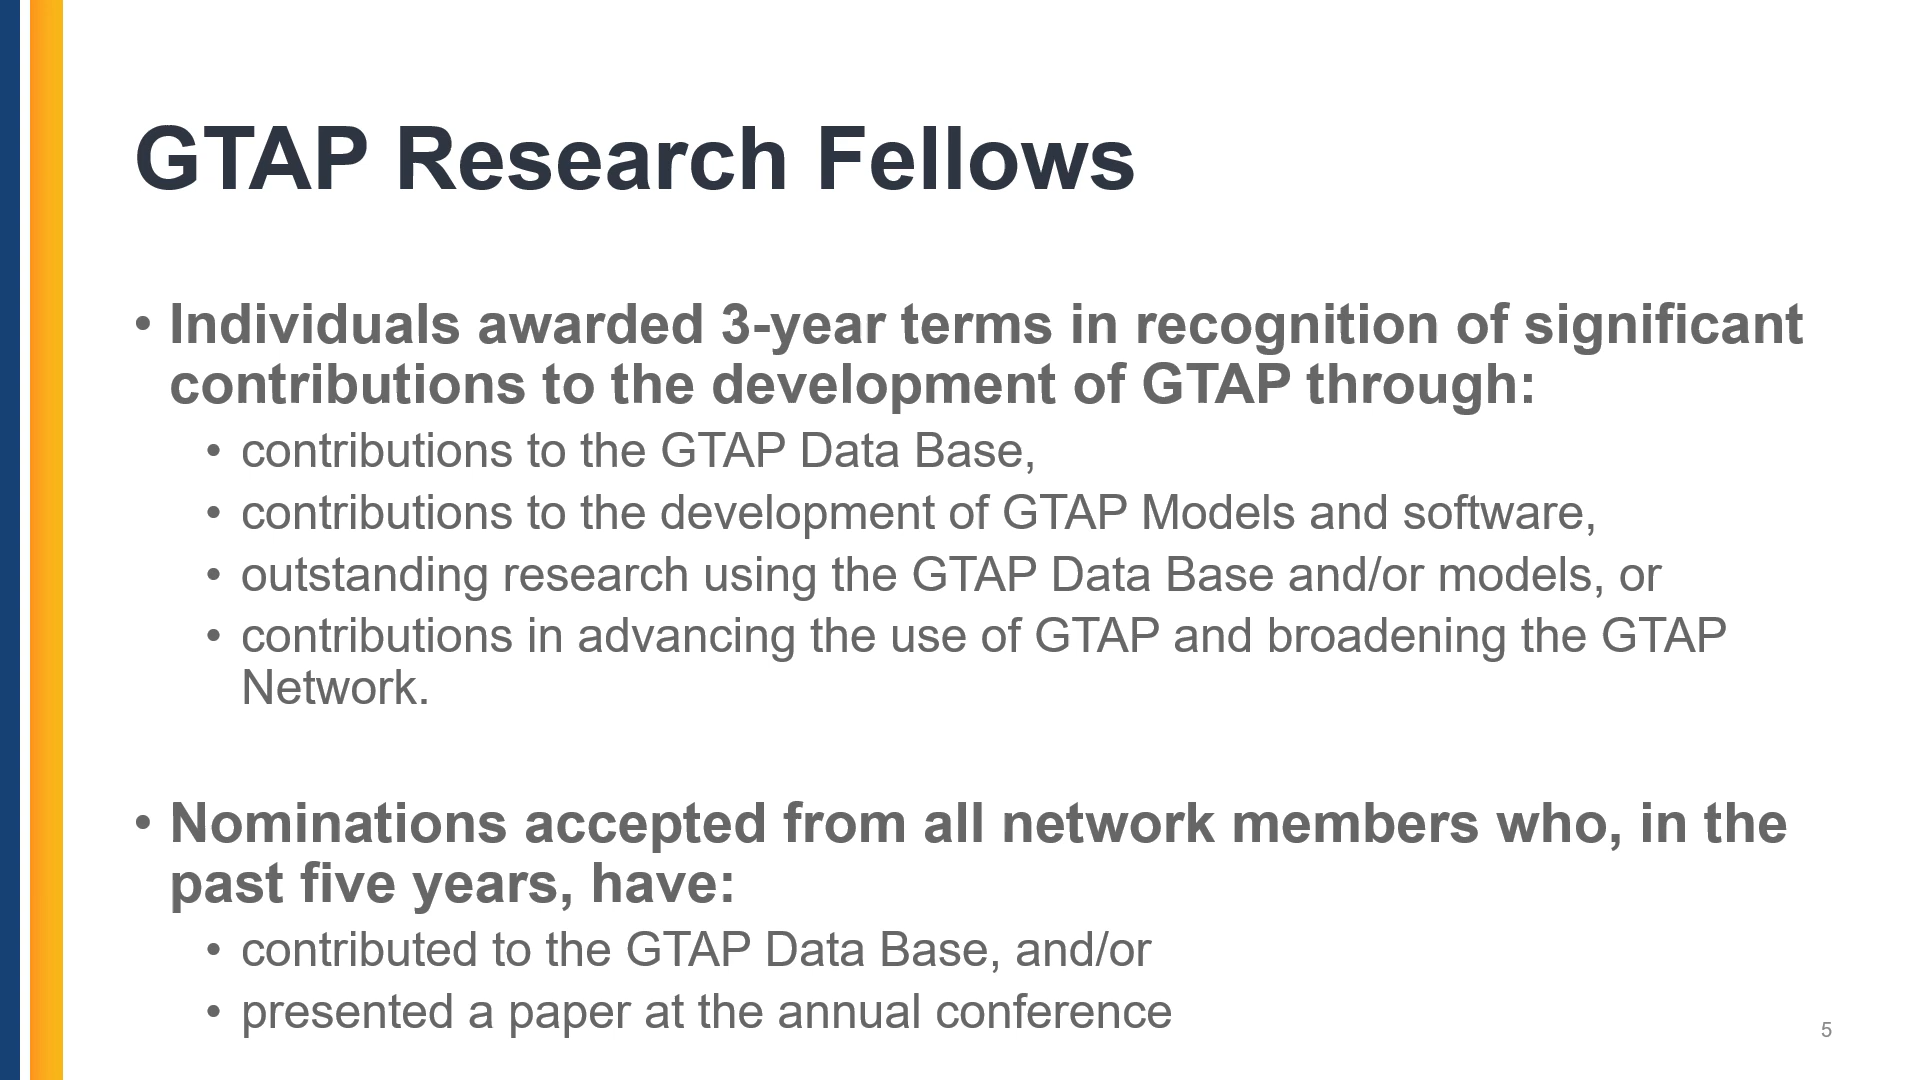 GTAP Research Fellows
• Individuals awarded 3-year terms in recognition of significant
contributions to the development of GTAP through:
• contributions to the GTAP Data Base,
• contributions to the development of GTAP Models and software,
• outstanding research using the GTAP Data Base and/or models, or
• contributions in advancing the use of GTAP and broadening the GTAP
Network.
• Nominations accepted from all network members who, in the
past five years, have:
• contributed to the GTAP Data Base, and/or
• presented a paper at the annual conference
5